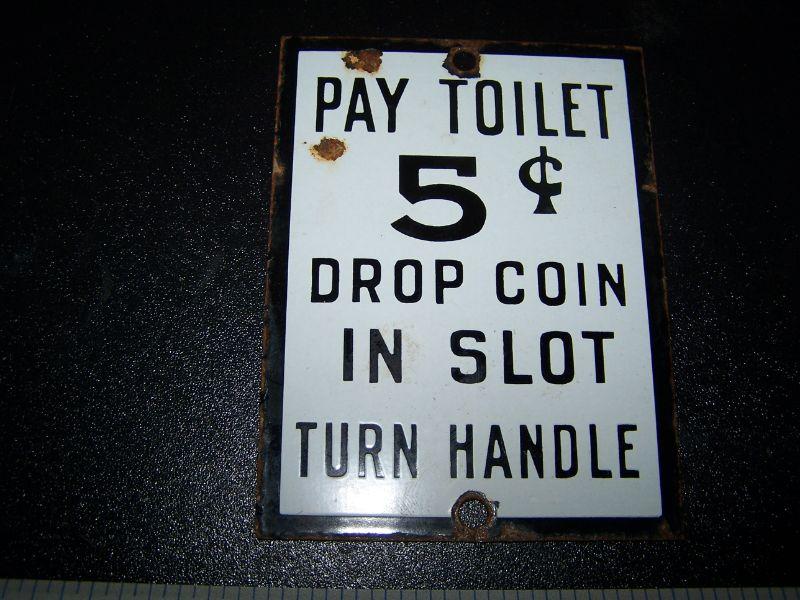 PAY TOILET
5¢
DROP COIN
IN SLOT
TURN HANDLE